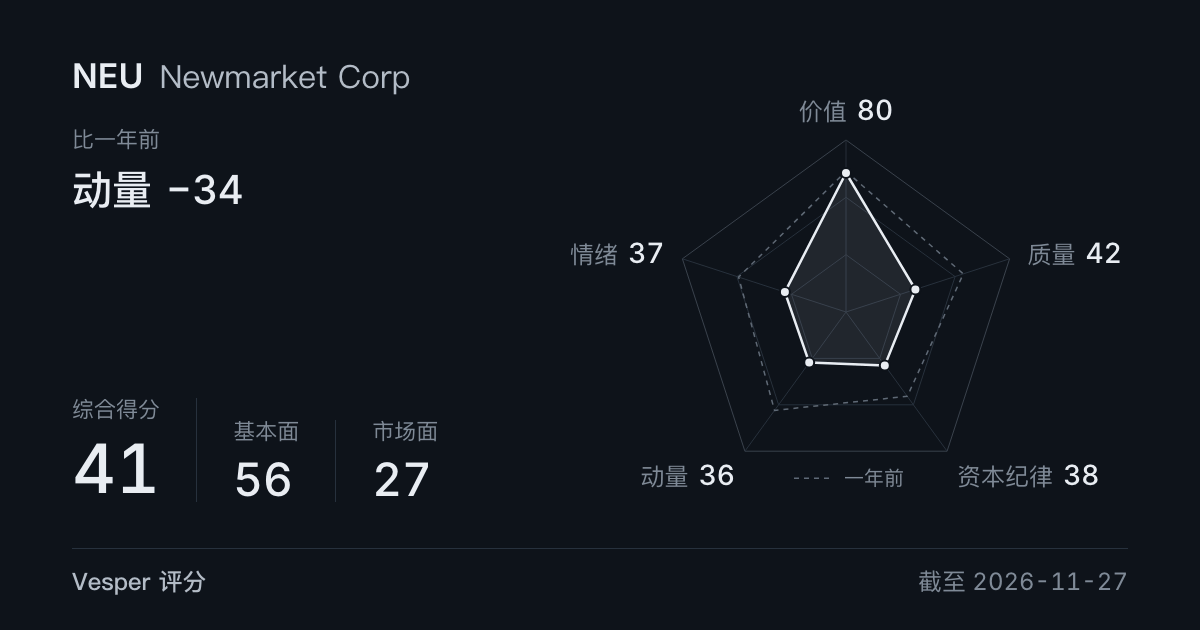 NEU Newmarket Corp
比一年前
动量 −34
价值 80
情绪 37
质量 42
动量 36
一年前
资本纪律 38
综合得分
41
基本面
56
市场面
27
Vesper 评分
截至 2026-11-27